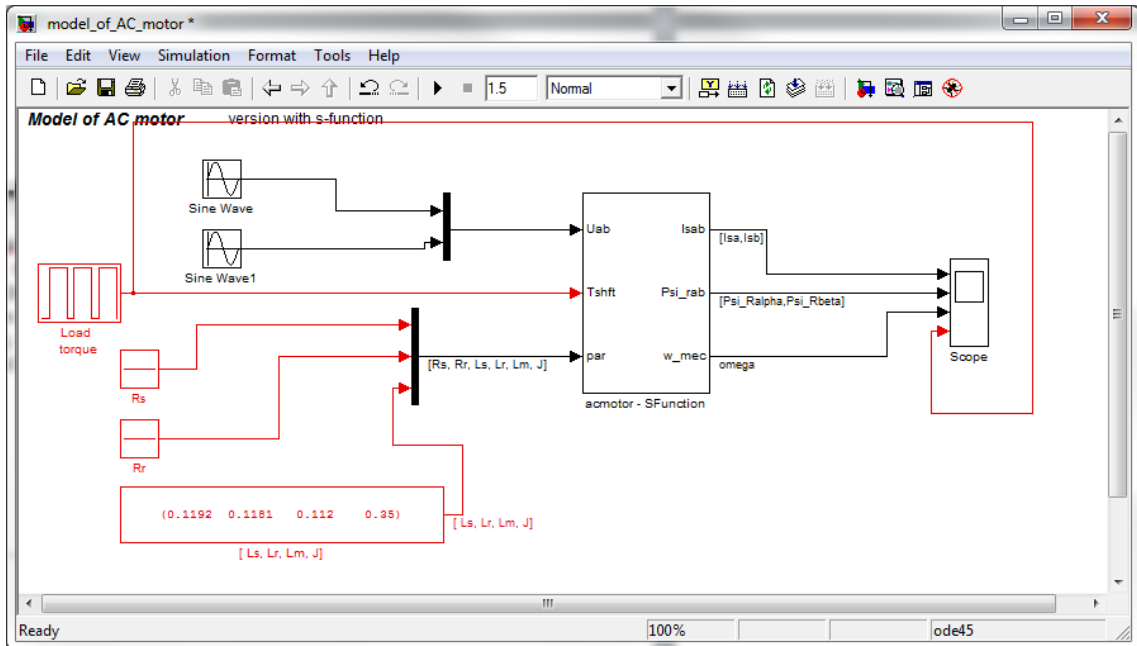 model_of_AC_motor *
File Edit View Simulation Format Tools Help
1.5 Normal
Model of AC motor version with s-function
Sine Wave
Sine Wave1
Load
torque
Rs
Rr
(0.1192 0.1181 0.112 0.35)
[ Ls, Lr, Lm, J]
[ Ls, Lr, Lm, J]
[Rs, Rr, Ls, Lr, Lm, J]
Uab Isab
Tshft Psi_rab
par w_mec
acmotor - SFunction
[Isa,Isb]
[Psi_Ralpha,Psi_Rbeta]
omega
Scope
Ready 100% ode45